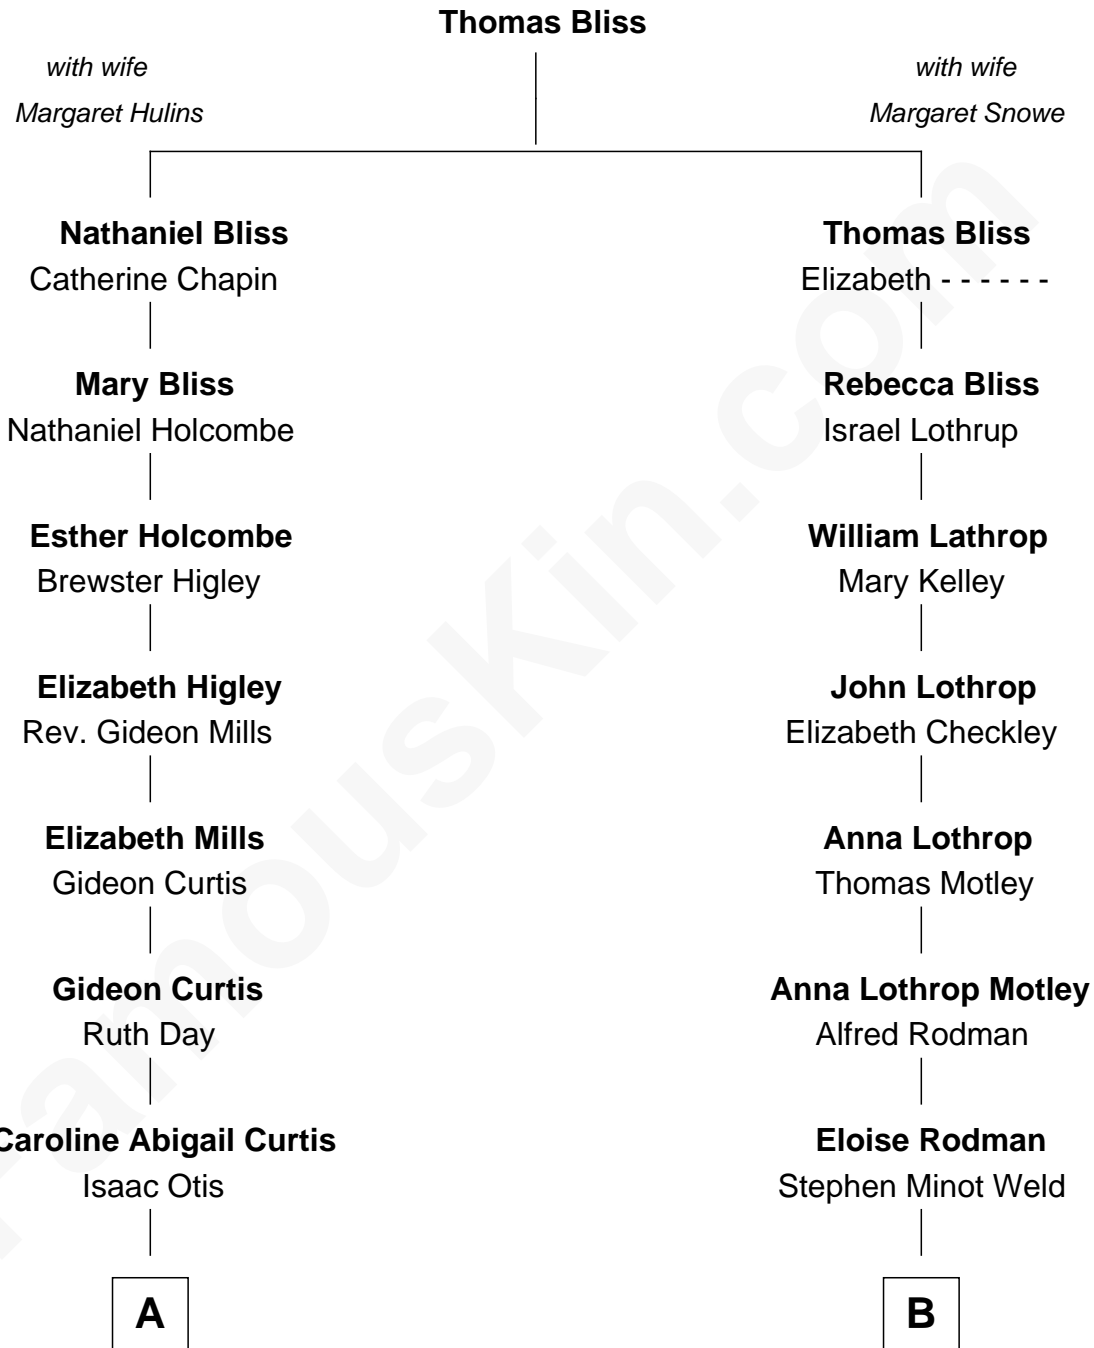 Thomas Bliss
with wife
Margaret Hulins
with wife
Margaret Snowe
Nathaniel Bliss
Catherine Chapin
Thomas Bliss
Elizabeth - - - - - -
Mary Bliss
Nathaniel Holcombe
Rebecca Bliss
Israel Lothrup
Esther Holcombe
Brewster Higley
William Lathrop
Mary Kelley
Elizabeth Higley
Rev. Gideon Mills
John Lothrop
Elizabeth Checkley
Elizabeth Mills
Gideon Curtis
Anna Lothrop
Thomas Motley
Gideon Curtis
Ruth Day
Anna Lothrop Motley
Alfred Rodman
Caroline Abigail Curtis
Isaac Otis
Eloise Rodman
Stephen Minot Weld
A
B
FamousKin.com